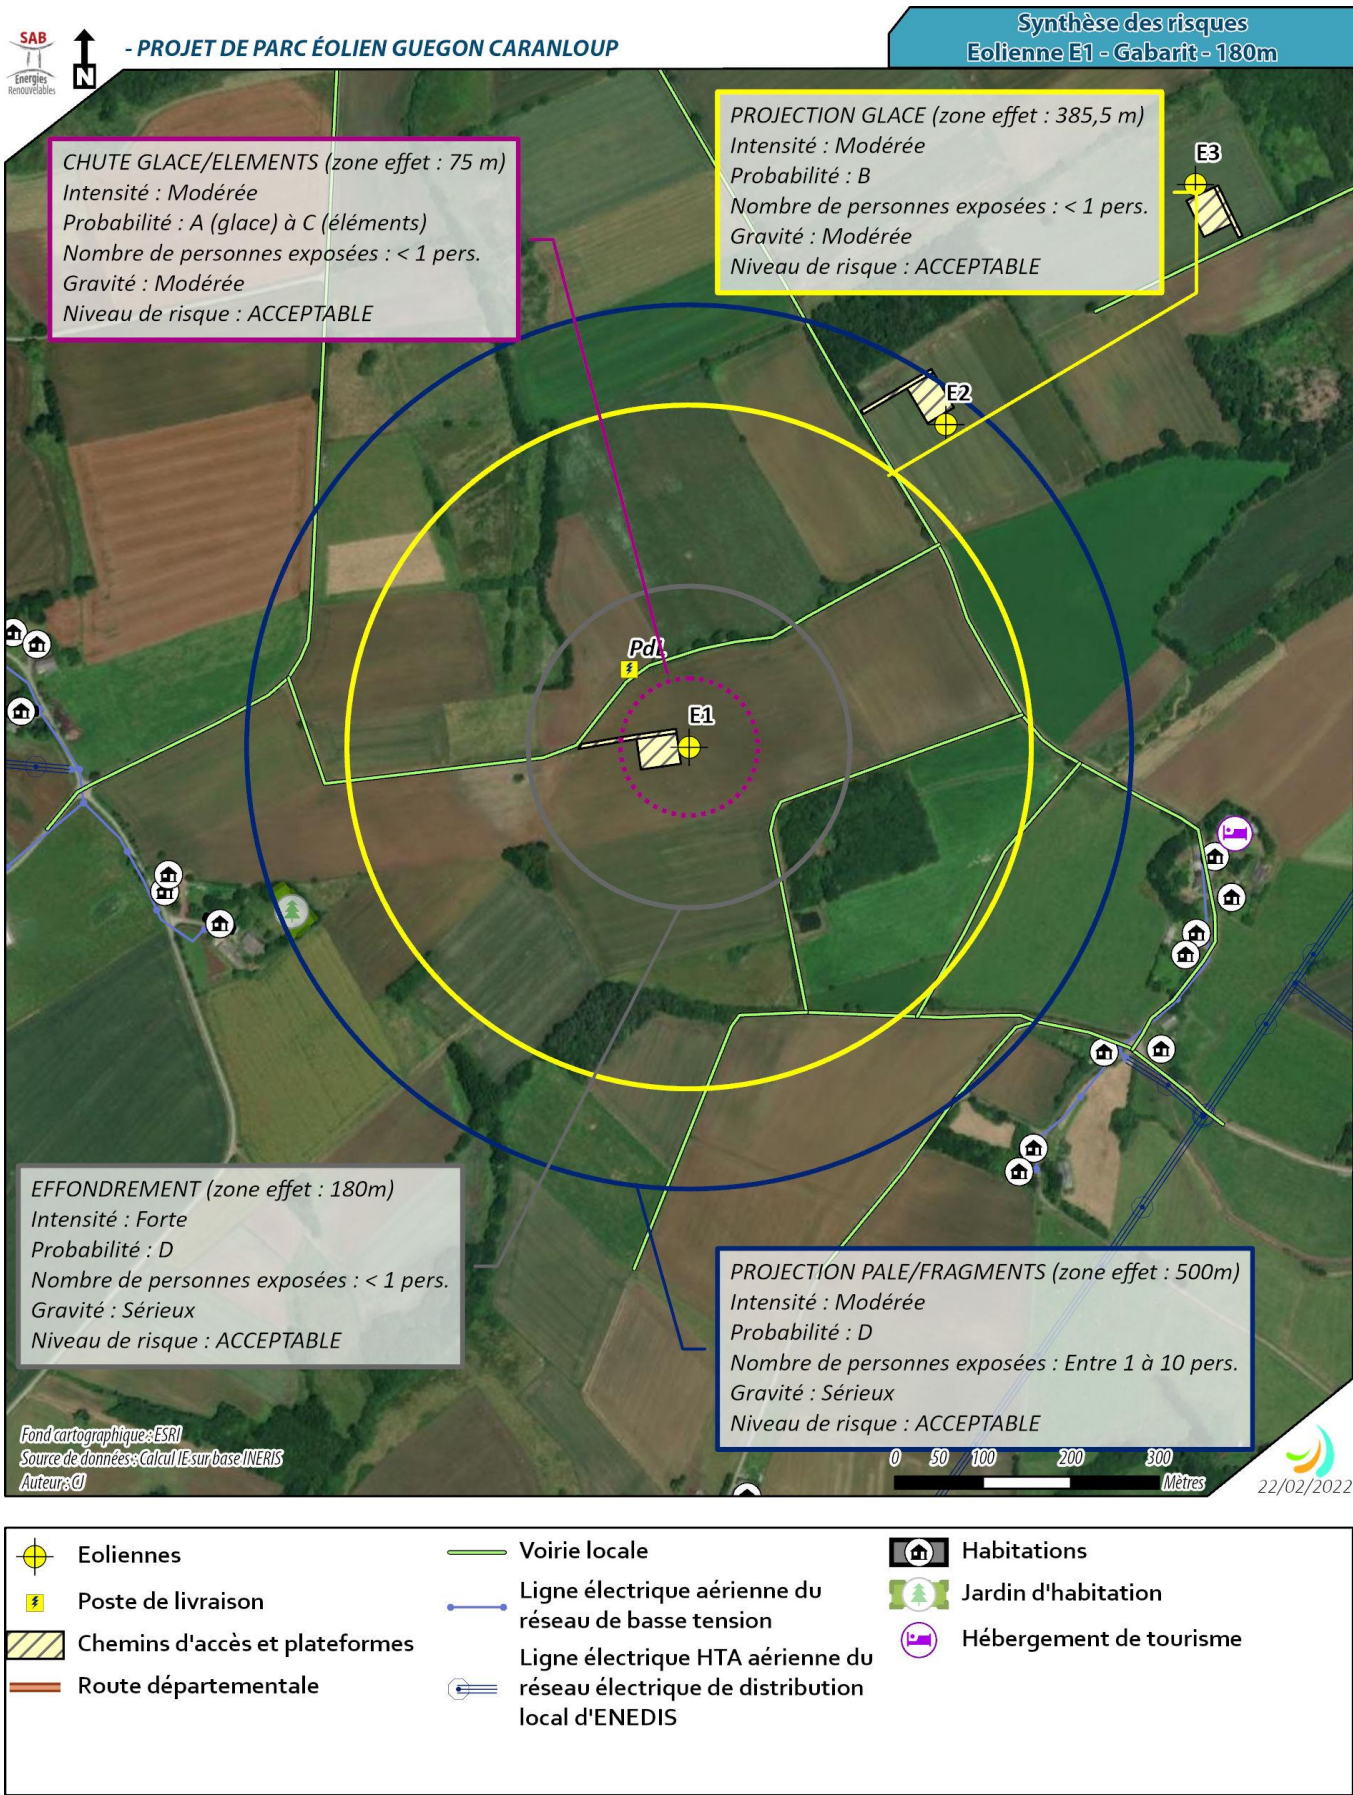 SAB
Energies
Renouvelables
N
- PROJET DE PARC ÉOLIEN GUEGON CARANLOUP
Synthèse des risques
Eolienne E1 - Gabarit - 180m
CHUTE GLACE/ELEMENTS (zone effet : 75 m)
Intensité : Modérée
Probabilité : A (glace) à C (éléments)
Nombre de personnes exposées : < 1 pers.
Gravité : Modérée
Niveau de risque : ACCEPTABLE
PROJECTION GLACE (zone effet : 385,5 m)
Intensité : Modérée
Probabilité : B
Nombre de personnes exposées : < 1 pers.
Gravité : Modérée
Niveau de risque : ACCEPTABLE
E3
E2
PdL
E1
EFFONDREMENT (zone effet : 180m)
Intensité : Forte
Probabilité : D
Nombre de personnes exposées : < 1 pers.
Gravité : Sérieux
Niveau de risque : ACCEPTABLE
PROJECTION PALE/FRAGMENTS (zone effet : 500m)
Intensité : Modérée
Probabilité : D
Nombre de personnes exposées : Entre 1 à 10 pers.
Gravité : Sérieux
Niveau de risque : ACCEPTABLE
Fond cartographique : ESRI
Source de données : Calcul IE sur base INERIS
Auteur : CJ
0 50 100 200 300
Mètres
22/02/2022
Eoliennes
Poste de livraison
Chemins d'accès et plateformes
Route départementale
Voirie locale
Ligne électrique aérienne du
réseau de basse tension
Ligne électrique HTA aérienne du
réseau électrique de distribution
local d'ENEDIS
Habitations
Jardin d'habitation
Hébergement de tourisme